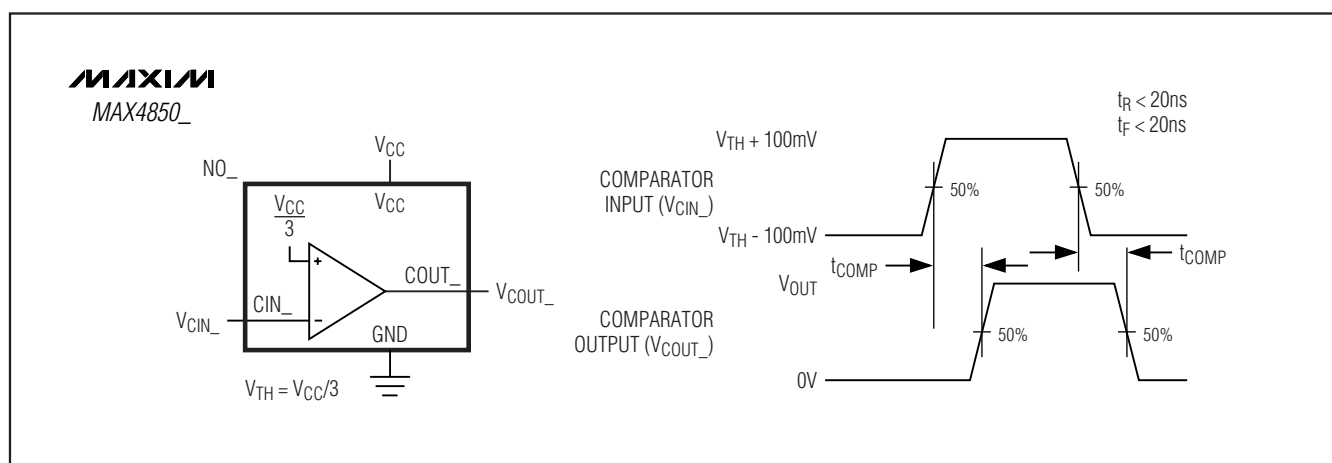 MAXIM
MAX4850_
VCC
NO_
VCC
VCC
3
+
COUT_
VCOUT_
CIN_
VCIN_
-
GND
VTH = VCC/3
tR < 20ns
tF < 20ns
VTH + 100mV
COMPARATOR
INPUT (VCIN_)
50%
50%
VTH - 100mV
tCOMP
tCOMP
VOUT
COMPARATOR
OUTPUT (VCOUT_)
50%
50%
0V